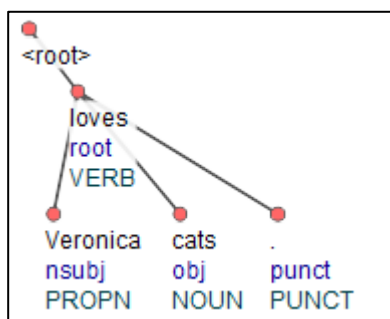 <root>
loves
root
VERB
Veronica cats .
nsubj obj punct
PROPN NOUN PUNCT